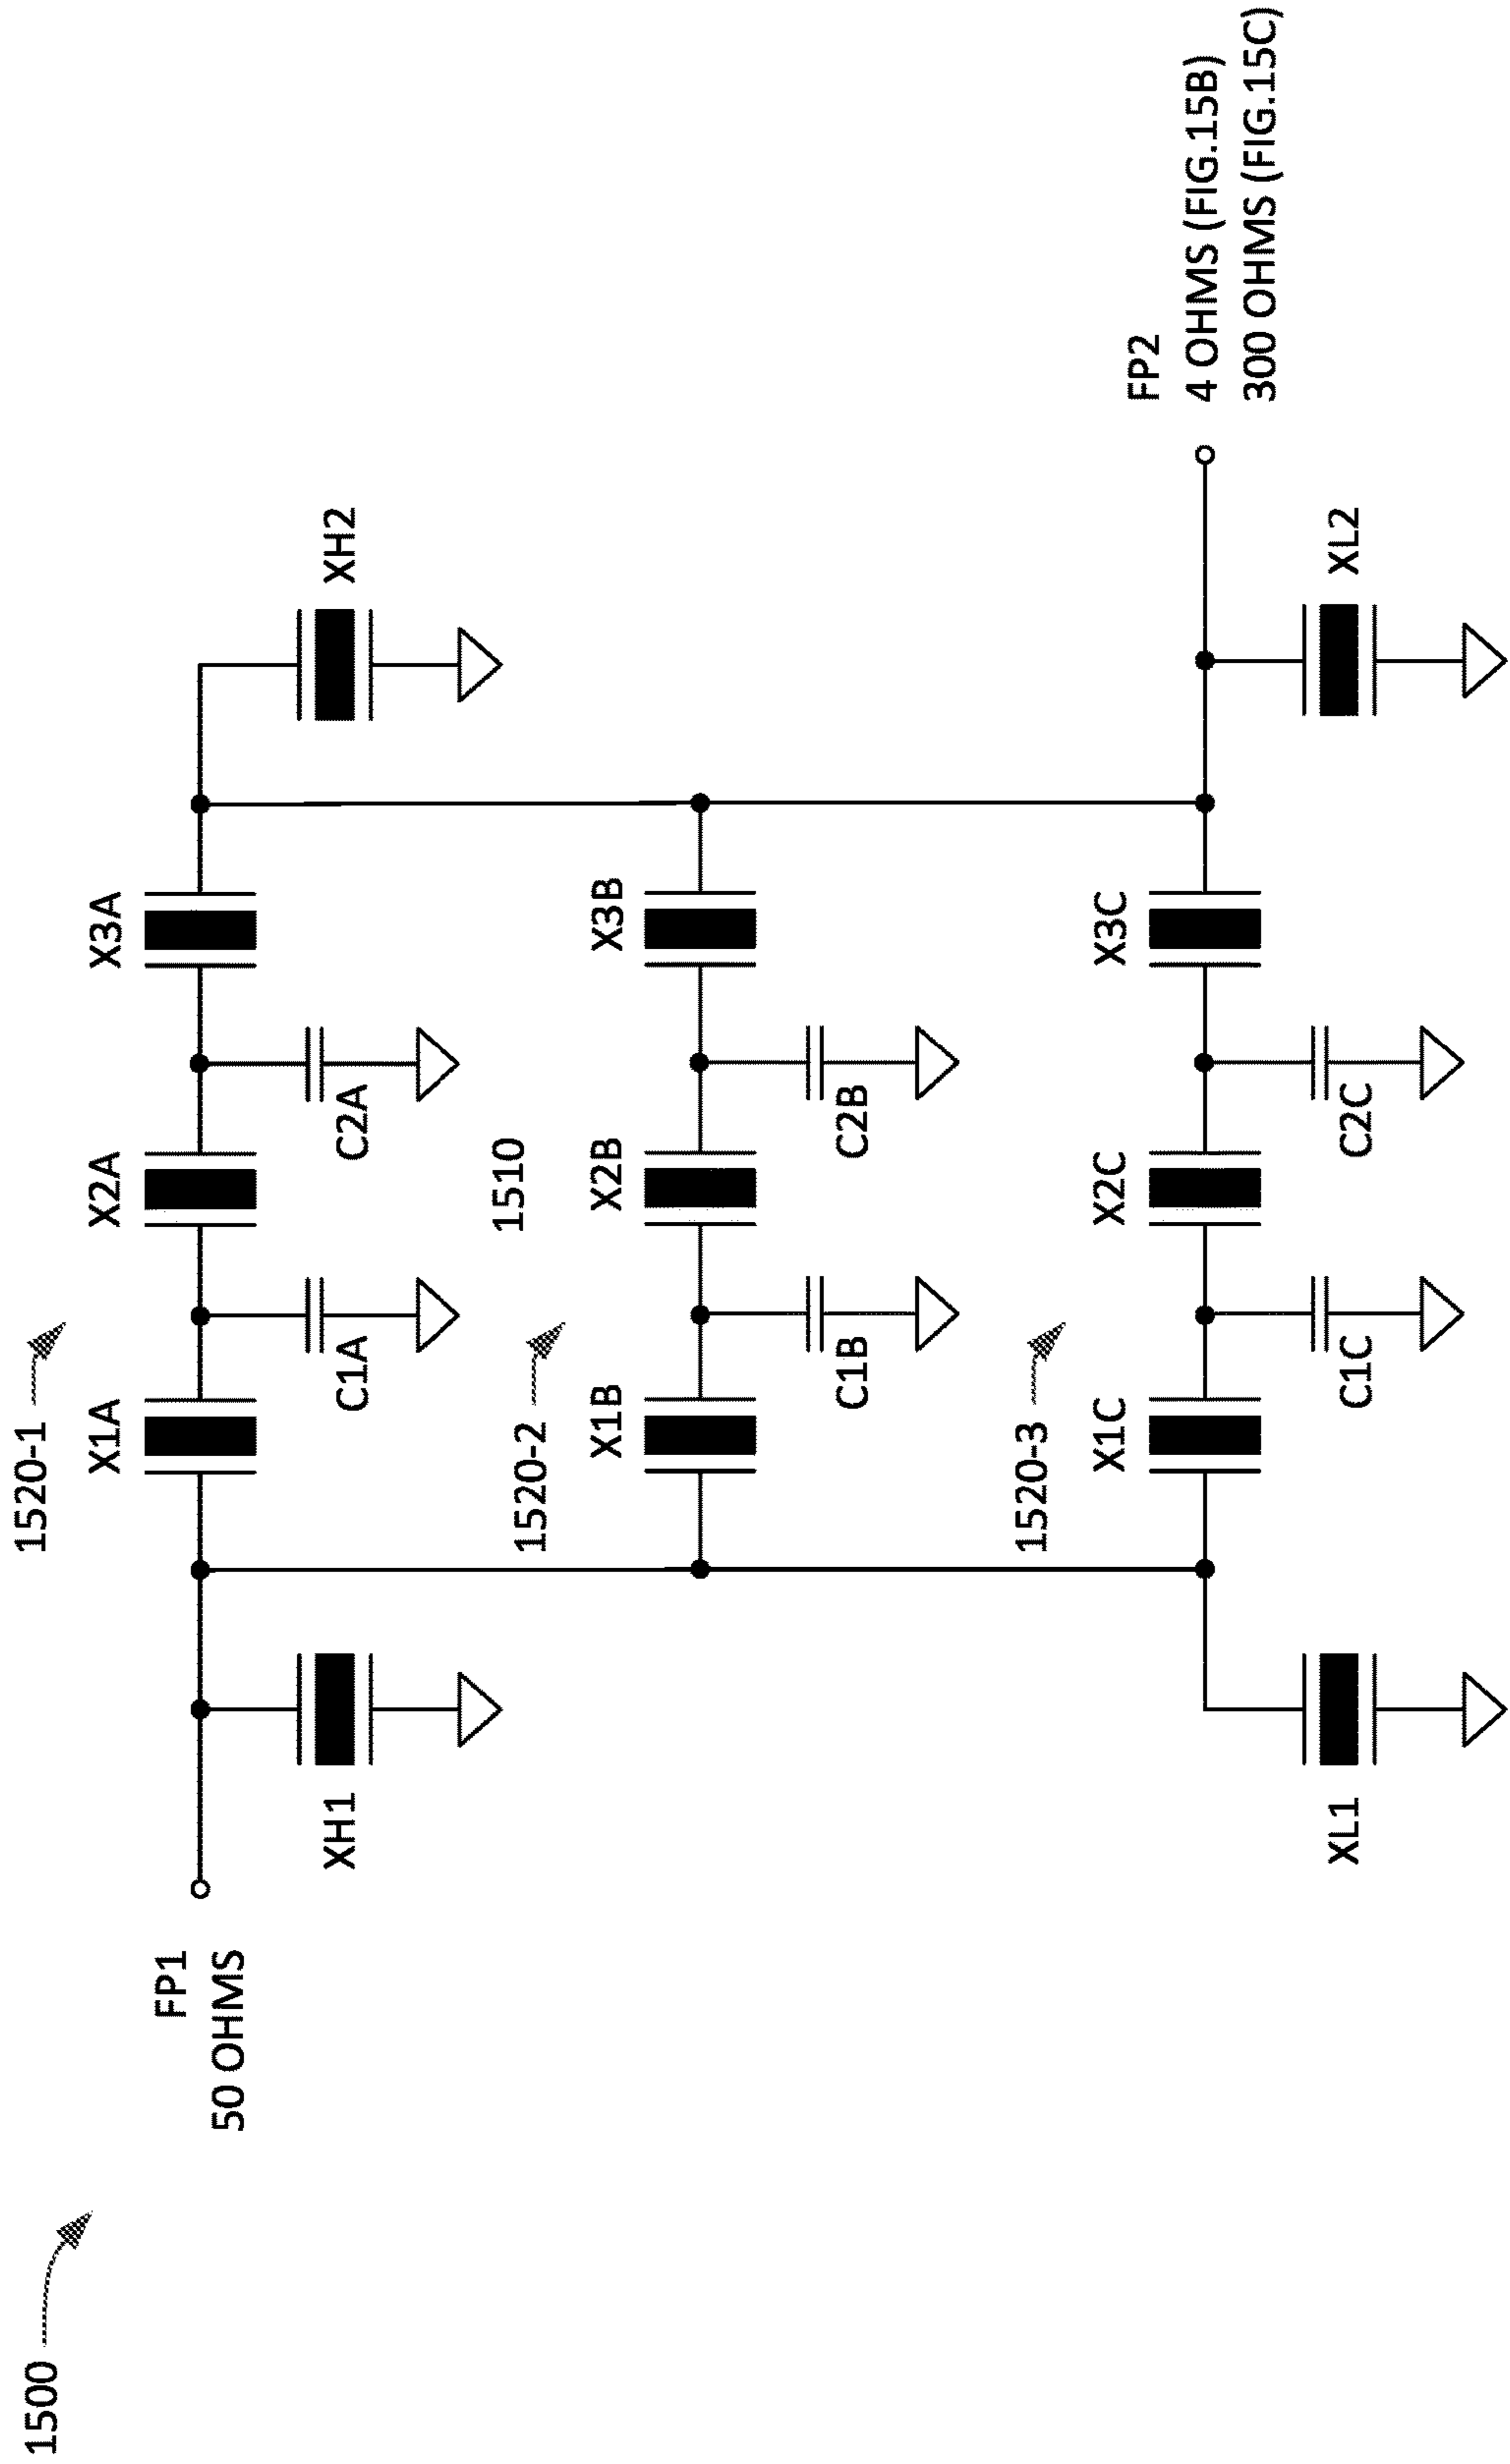 1500
FP1
50 OHMS
1520-1
X1A
X2A
X3A
XH1
C1A
C2A
XH2
1510
1520-2
X1B
X2B
X3B
C1B
C2B
1520-3
X1C
X2C
X3C
FP2
4 OHMS (FIG.15B)
300 OHMS (FIG.15C)
XL1
C1C
C2C
XL2